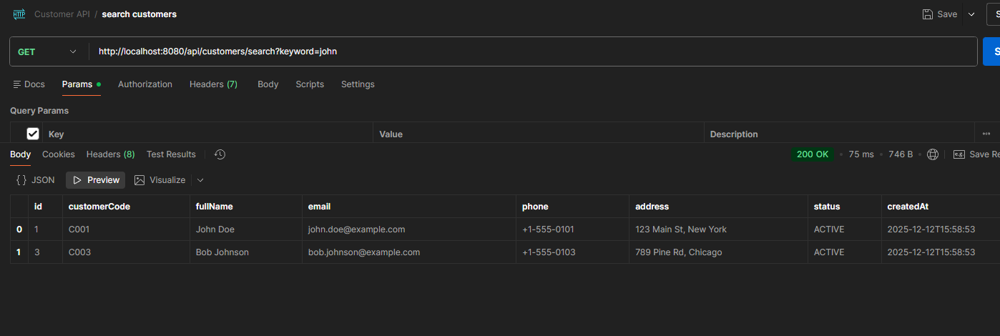 HTTP Customer API / search customers Save
GET http://localhost:8080/api/customers/search?keyword=john
Docs Params Authorization Headers (7) Body Scripts Settings
Query Params
Key Value Description
Body Cookies Headers (8) Test Results 200 OK • 75 ms • 746 B • e.g. Save Re
{} JSON Preview Visualize
id customerCode fullName email phone address status createdAt
0 1 C001 John Doe john.doe@example.com +1-555-0101 123 Main St, New York ACTIVE 2025-12-12T15:58:53
1 3 C003 Bob Johnson bob.johnson@example.com +1-555-0103 789 Pine Rd, Chicago ACTIVE 2025-12-12T15:58:53